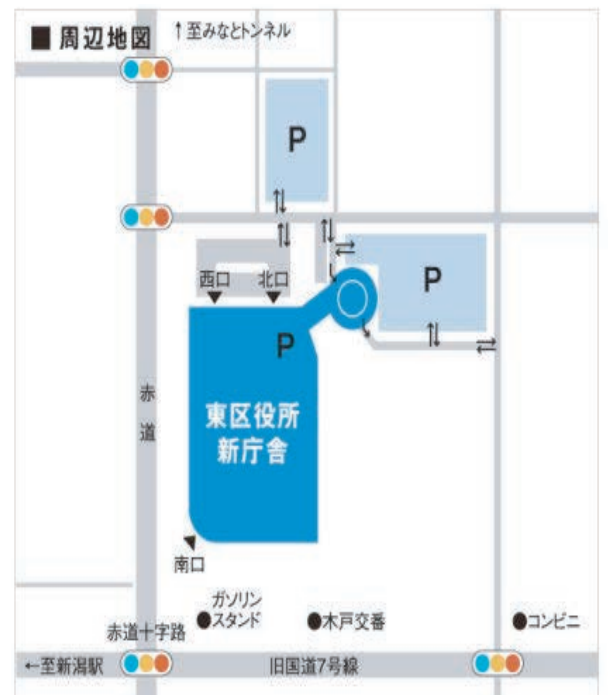 ■ 周辺地図
↑至みなとトンネル
P
西口
北口
P
P
赤道
東区役所
新庁舎
南口
ガソリン
スタンド
木戸交番
コンビニ
赤道十字路
←至新潟駅
旧国道7号線